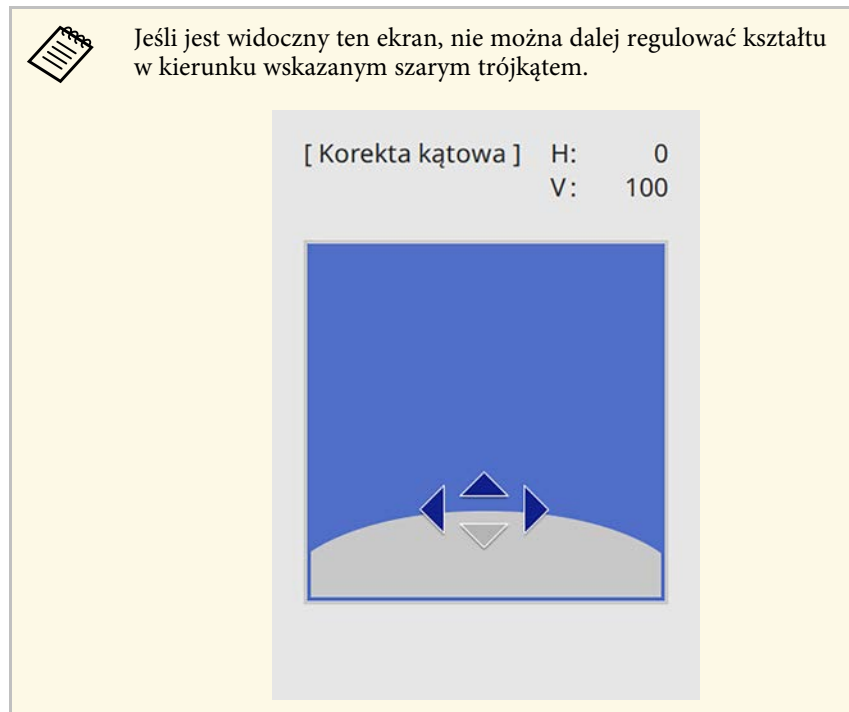 Jeśli jest widoczny ten ekran, nie można dalej regulować kształtu
w kierunku wskazanym szarym trójkątem.
[ Korekta kątowa ] H: 0
V: 100